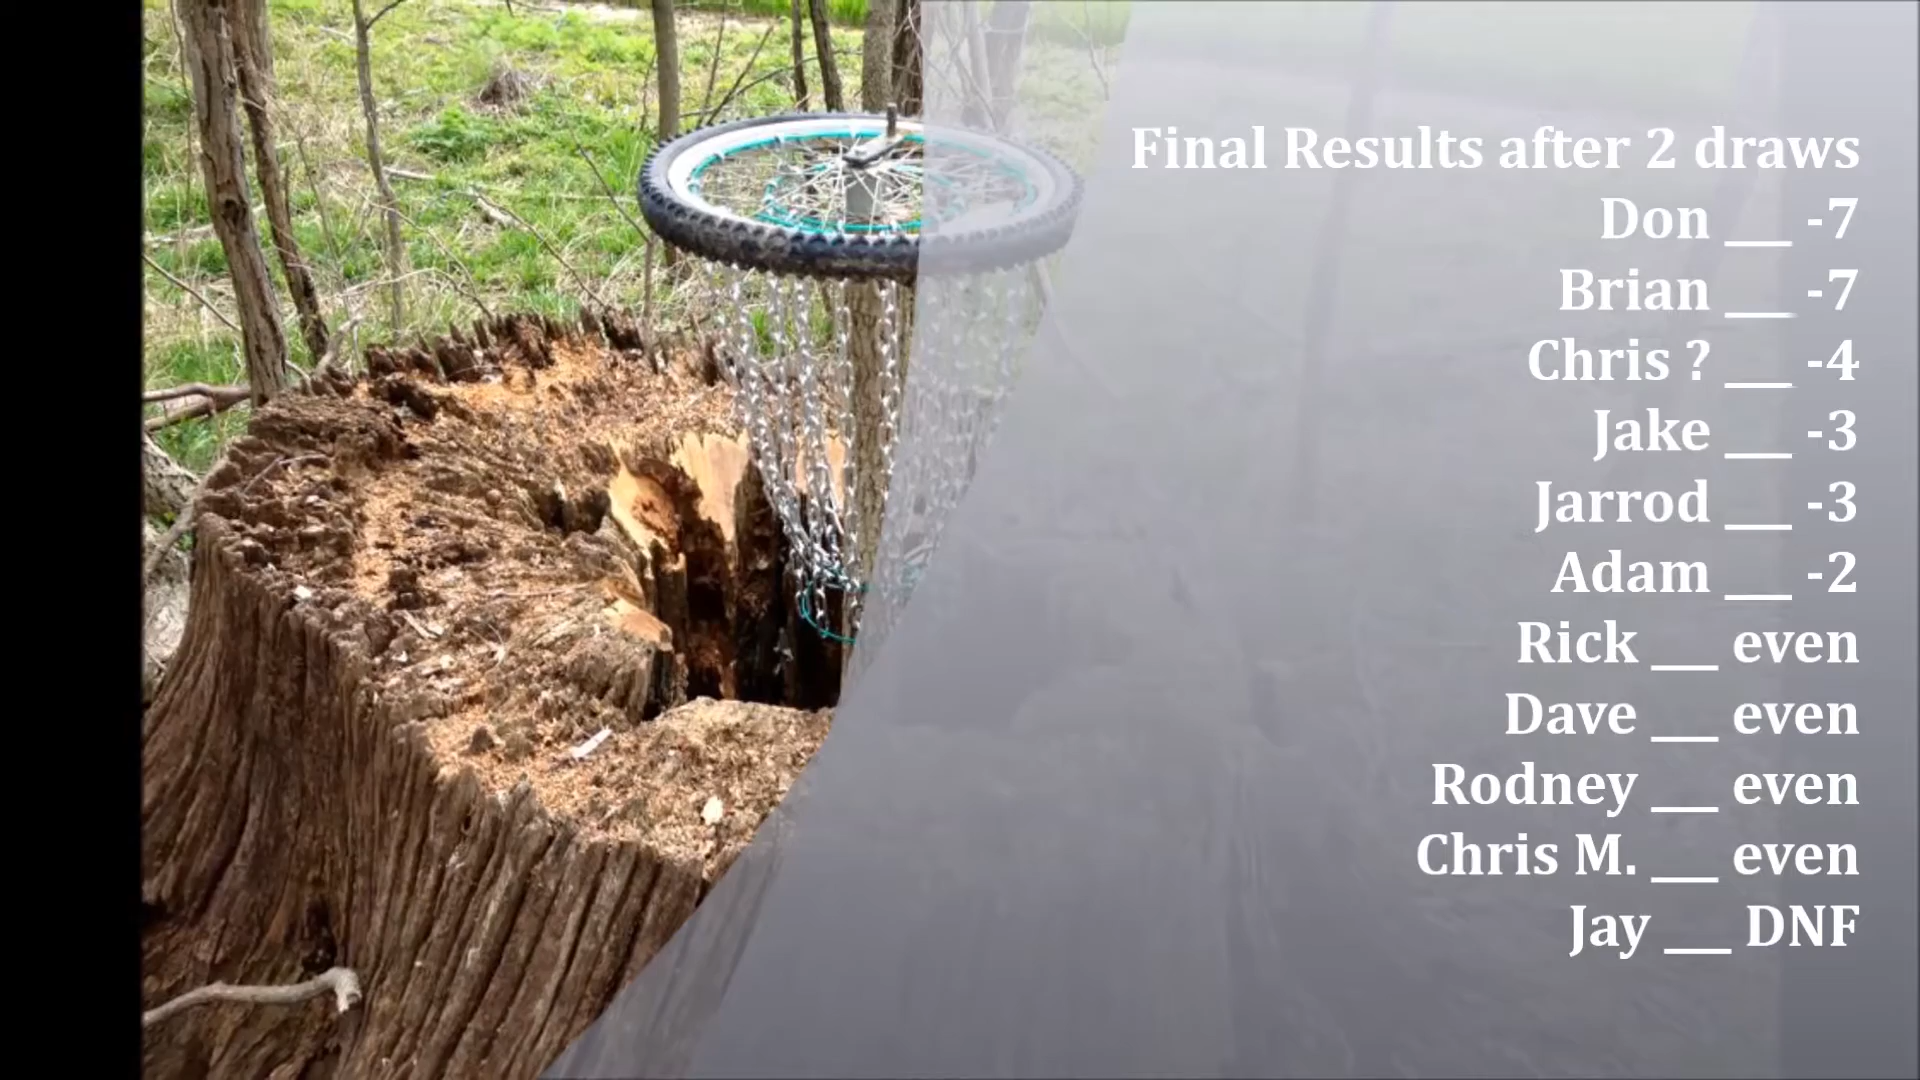 Final Results after 2 draws
Don ___ -7
Brian ___ -7
Chris ? ___ -4
Jake ___ -3
Jarrod ___ -3
Adam ___ -2
Rick ___ even
Dave ___ even
Rodney ___ even
Chris M. ___ even
Jay ___ DNF